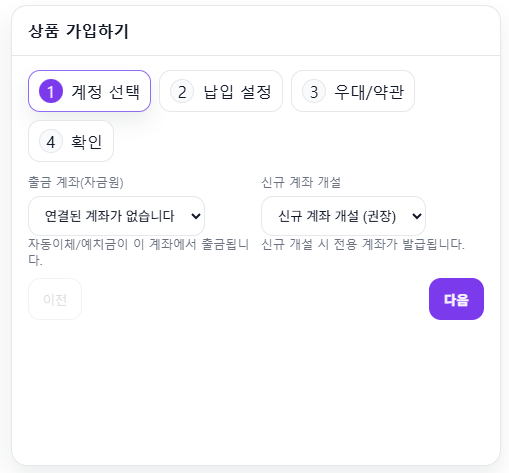 상품 가입하기
1 계정 선택
2 납입 설정
3 우대/약관
4 확인
출금 계좌(자금원)
신규 계좌 개설
연결된 계좌가 없습니다
신규 계좌 개설 (권장)
자동이체/예치금이 이 계좌에서 출금됩니
다.
신규 개설 시 전용 계좌가 발급됩니다.
이전
다음